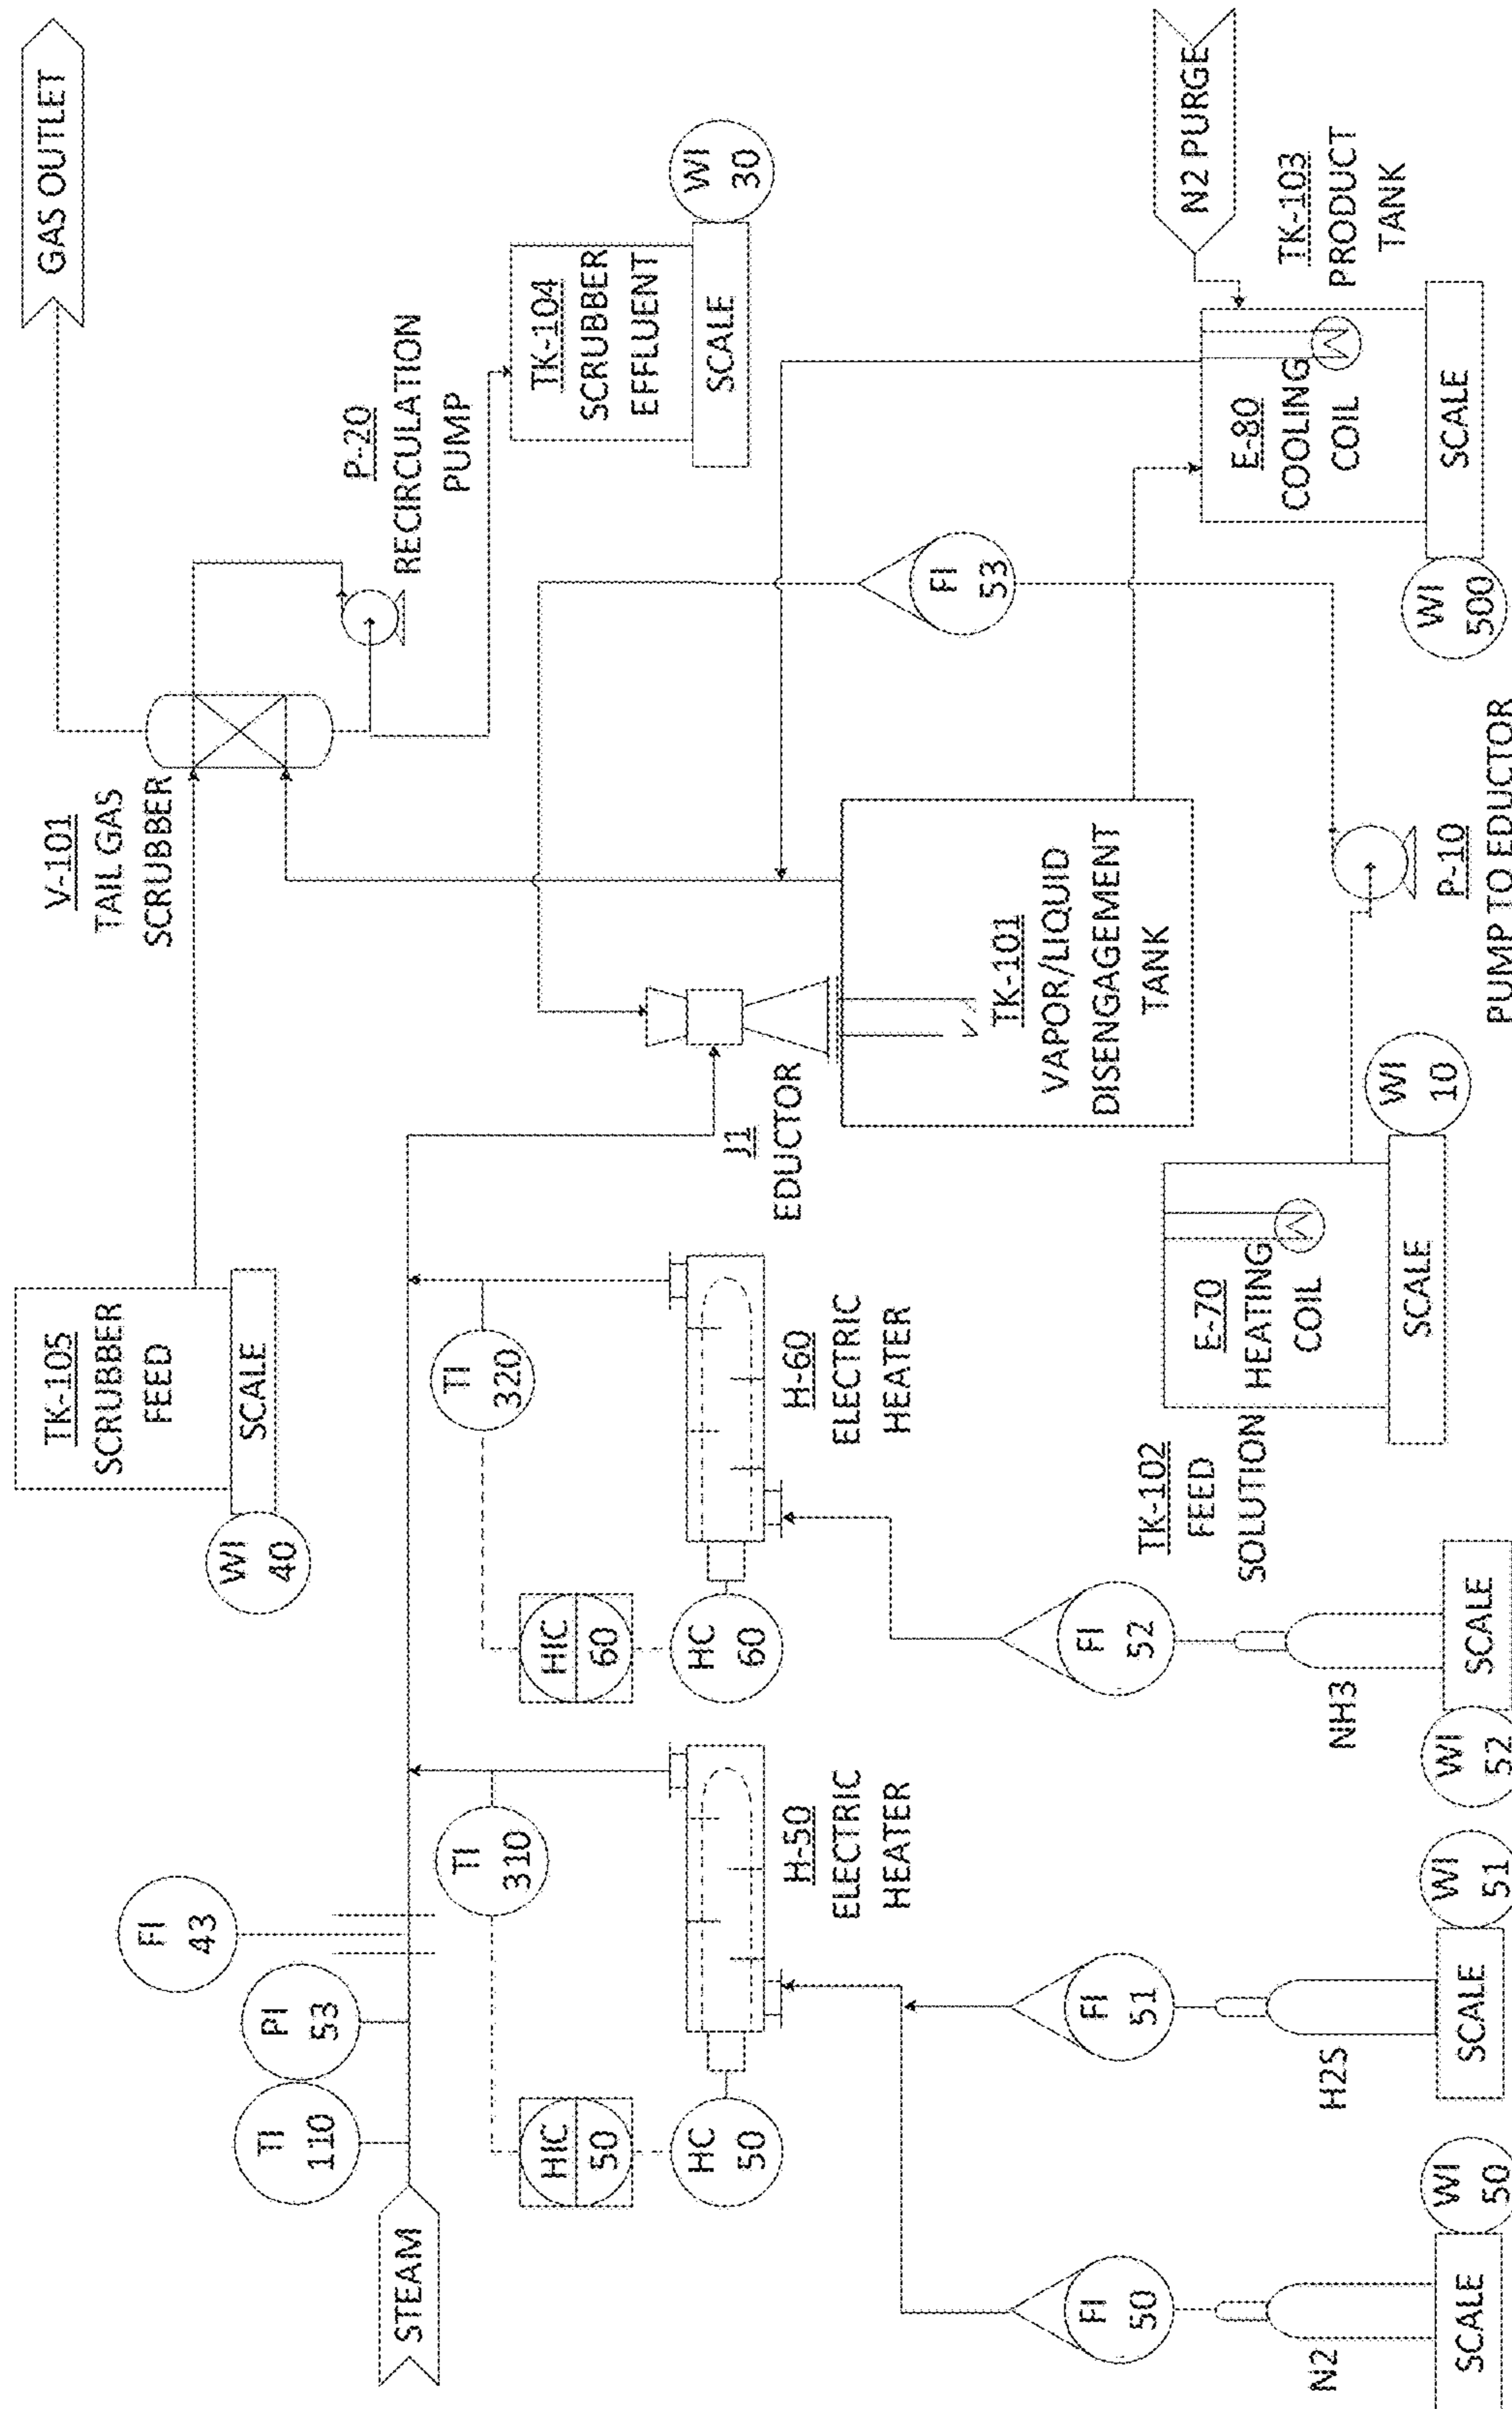 GAS OUTLET
V-101
TAIL GAS
SCRUBBER
P-20
RECIRCULATION
PUMP
TK-104
SCRUBBER
EFFLUENT
SCALE
WI
30
TK-105
SCRUBBER
FEED
SCALE
WI
40
FI
43
PI
53
TI
110
STEAM
TI
310
TI
320
HIC
50
HC
50
HIC
60
HC
60
H-50
ELECTRIC
HEATER
H-60
ELECTRIC
HEATER
J1
EDUCTOR
TK-101
VAPOR/LIQUID
DISENGAGEMENT
TANK
FI
53
N2 PURGE
TK-103
PRODUCT
TANK
E-80
COOLING
COIL
SCALE
WI
500
P-10
PUMP TO EDUCTOR
TK-102
FEED
SOLUTION
E-70
HEATING
COIL
SCALE
WI
10
FI
50
N2
SCALE
WI
50
FI
51
H2S
SCALE
WI
51
FI
52
NH3
SCALE
WI
52